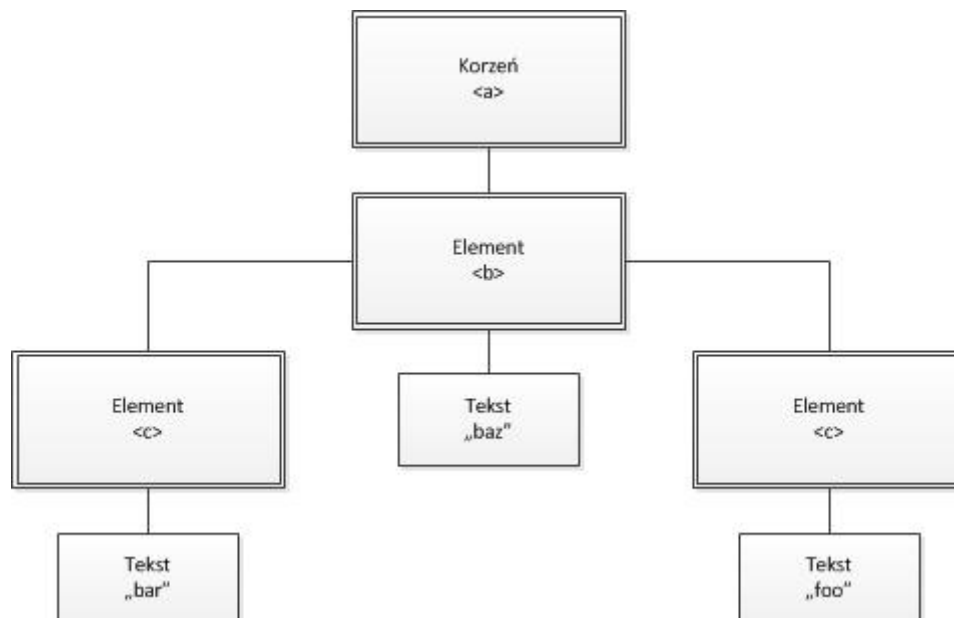 Korzeń
<a>
Element
<b>
Element
<c>
Tekst
„baz"
Element
<c>
Tekst
„bar"
Tekst
„foo"